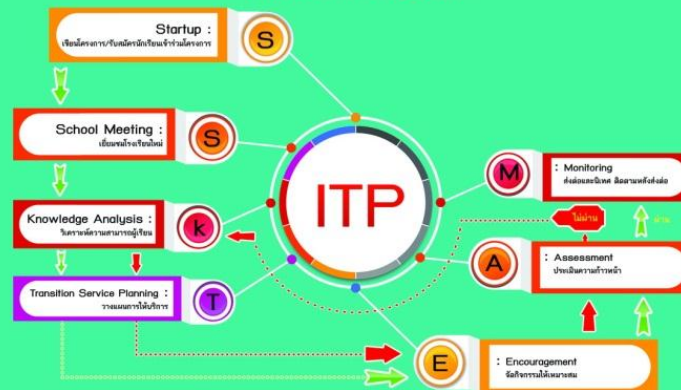 Startup :
เขียนโครงการ/รับสมัครนักเรียนเข้าร่วมโครงการ
S
School Meeting :
เยี่ยมชมโรงเรียนใหม่
S
Knowledge Analysis :
วิเคราะห์ความสามารถผู้เรียน
k
Transition Service Planning :
วางแผนการให้บริการ
T
ITP
M
: Monitoring
ส่งต่อและนิเทศ ติดตามหลังส่งต่อ
ไม่ผ่าน
ผ่าน
A
: Assessment
ประเมินความก้าวหน้า
E
: Encouragement
จัดกิจกรรมให้เหมาะสม